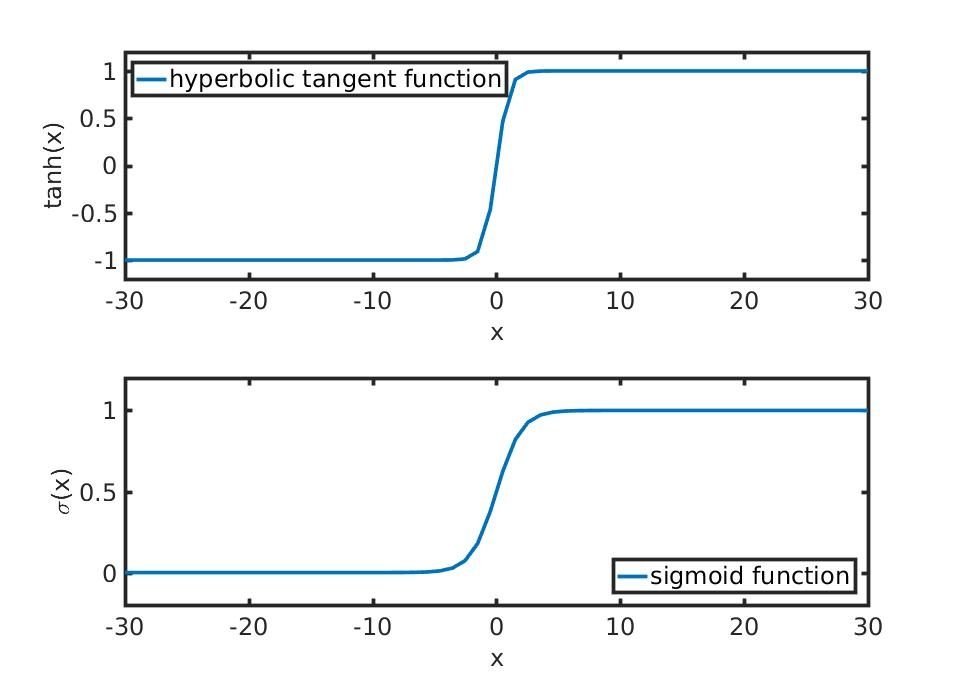 1
hyperbolic tangent function
0.5
0
-0.5
-1
tanh(x)
-30 -20 -10 0 10 20 30
x
1
0.5
0
σ(x)
sigmoid function
-30 -20 -10 0 10 20 30
x